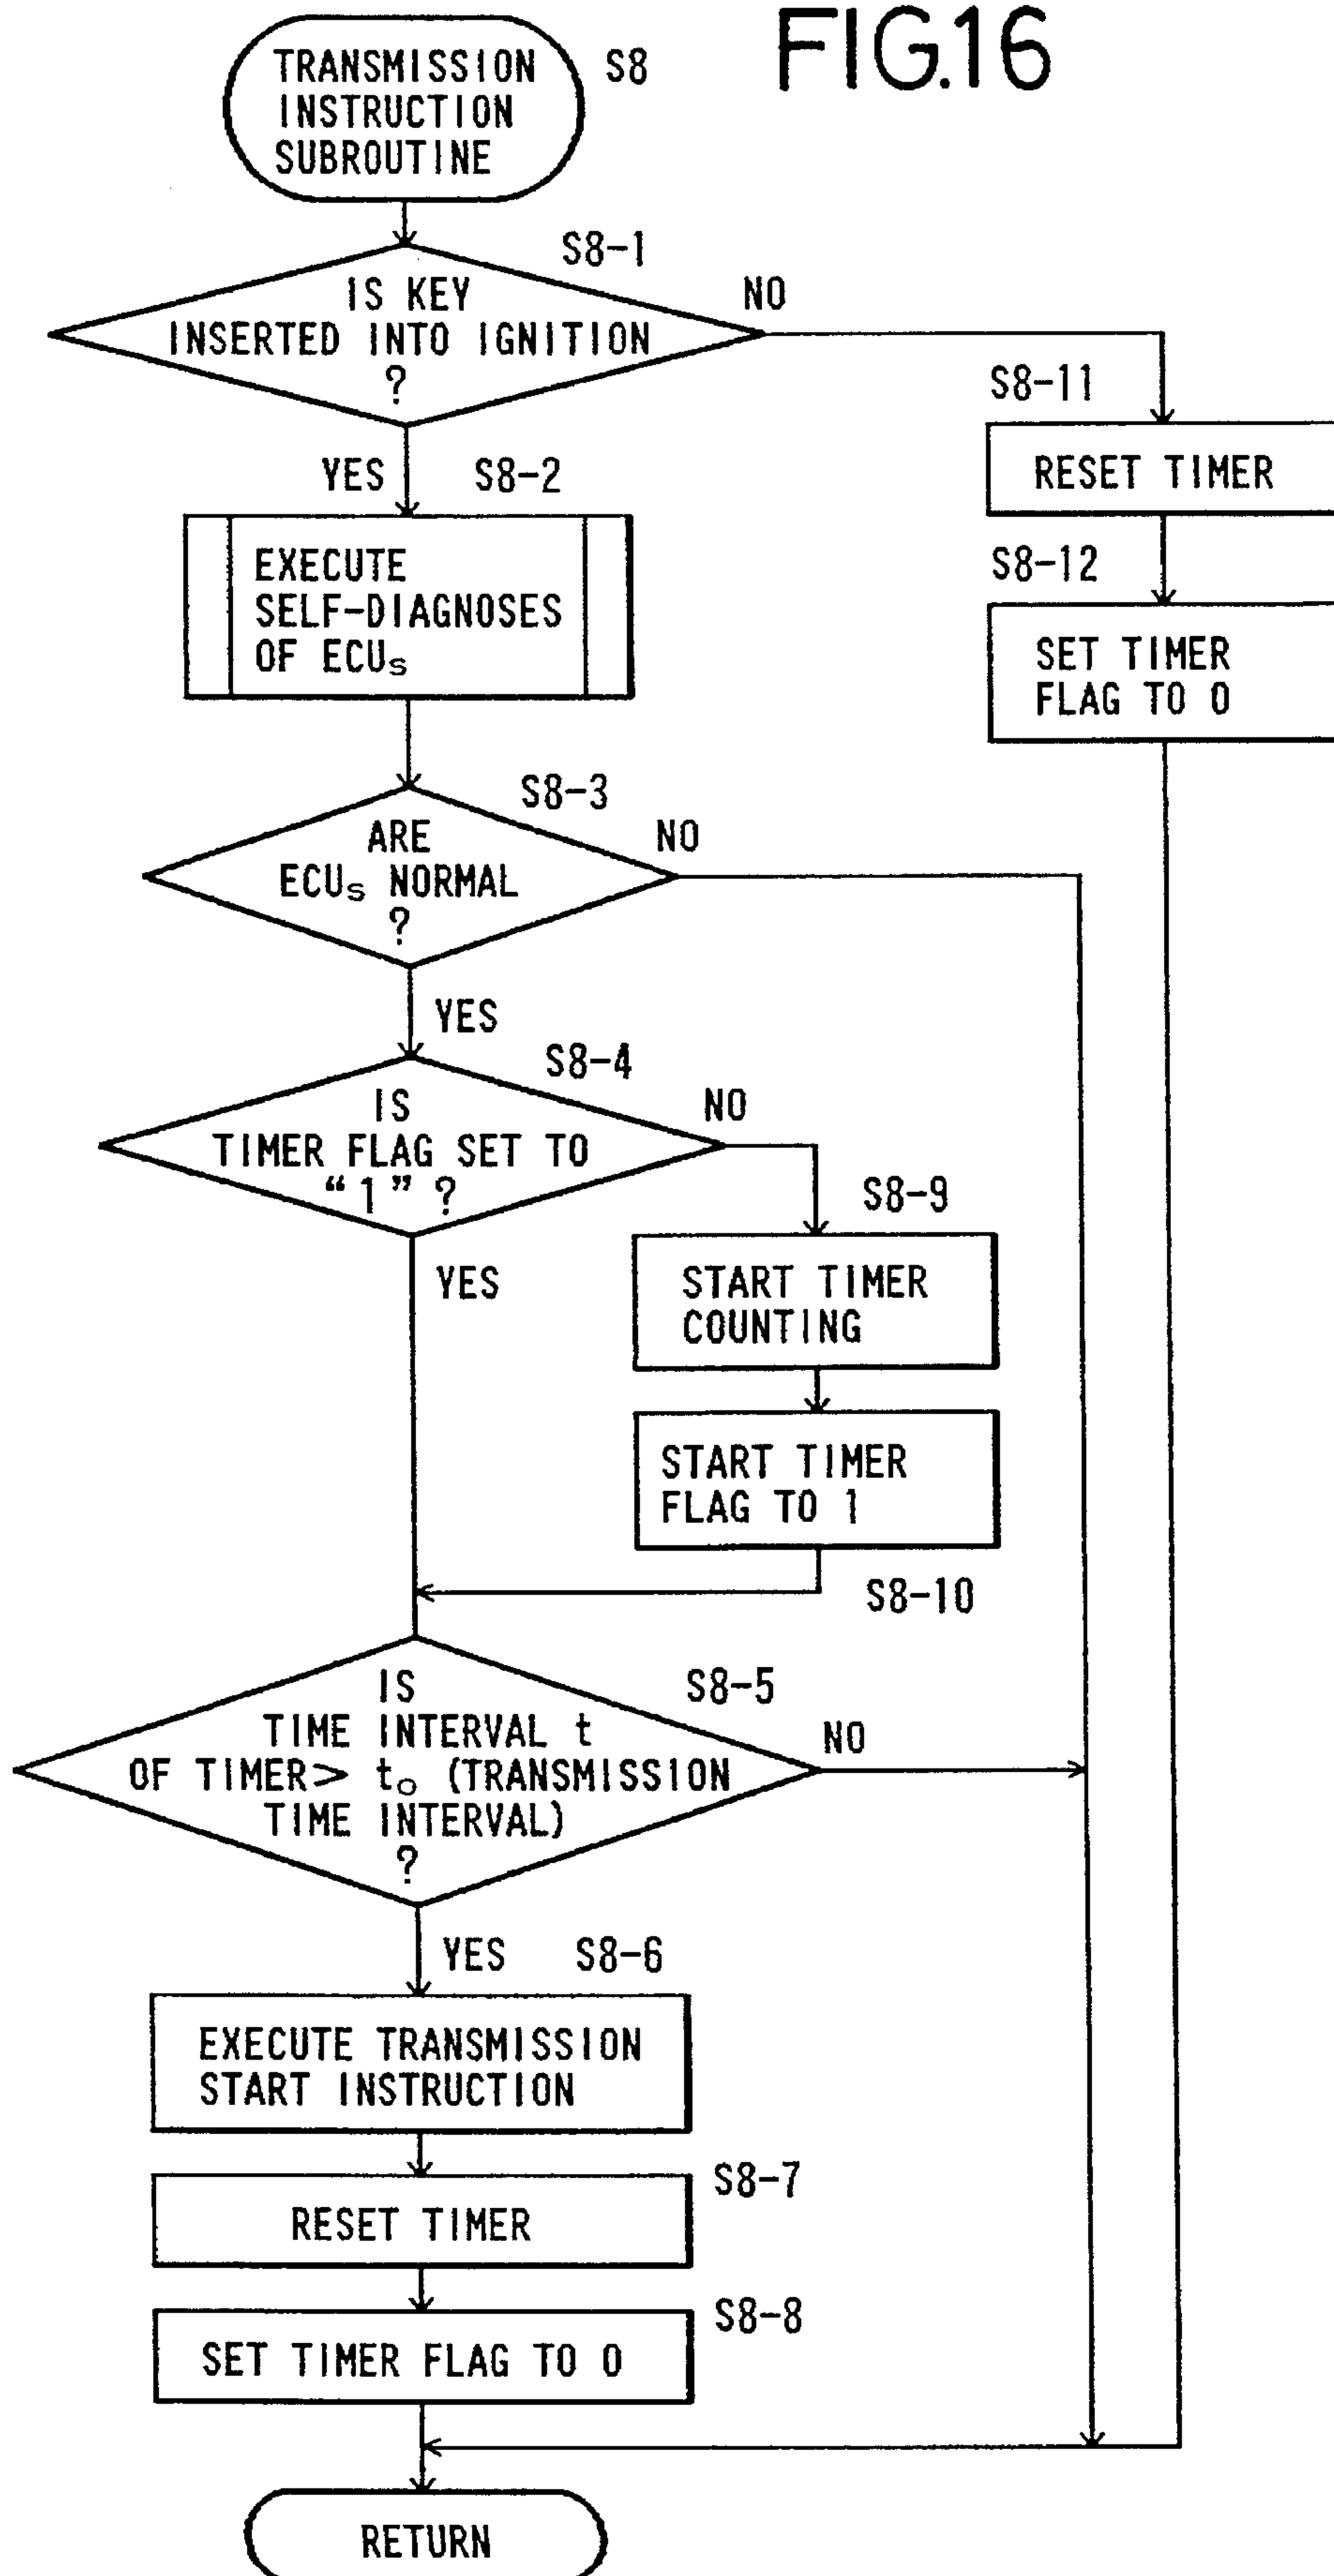 FIG.16
TRANSMISSION
INSTRUCTION
SUBROUTINE
S8
S8-1
IS KEY
INSERTED INTO IGNITION
?
NO
YES
S8-11
RESET TIMER
S8-12
SET TIMER
FLAG TO 0
S8-2
EXECUTE
SELF-DIAGNOSES
OF ECUs
S8-3
ARE
ECUs NORMAL
?
NO
YES
S8-4
IS
TIMER FLAG SET TO
“1” ?
NO
YES
S8-9
START TIMER
COUNTING
START TIMER
FLAG TO 1
S8-10
S8-5
IS
TIME INTERVAL t
OF TIMER> to (TRANSMISSION
TIME INTERVAL)
?
NO
YES
S8-6
EXECUTE TRANSMISSION
START INSTRUCTION
S8-7
RESET TIMER
S8-8
SET TIMER FLAG TO 0
RETURN